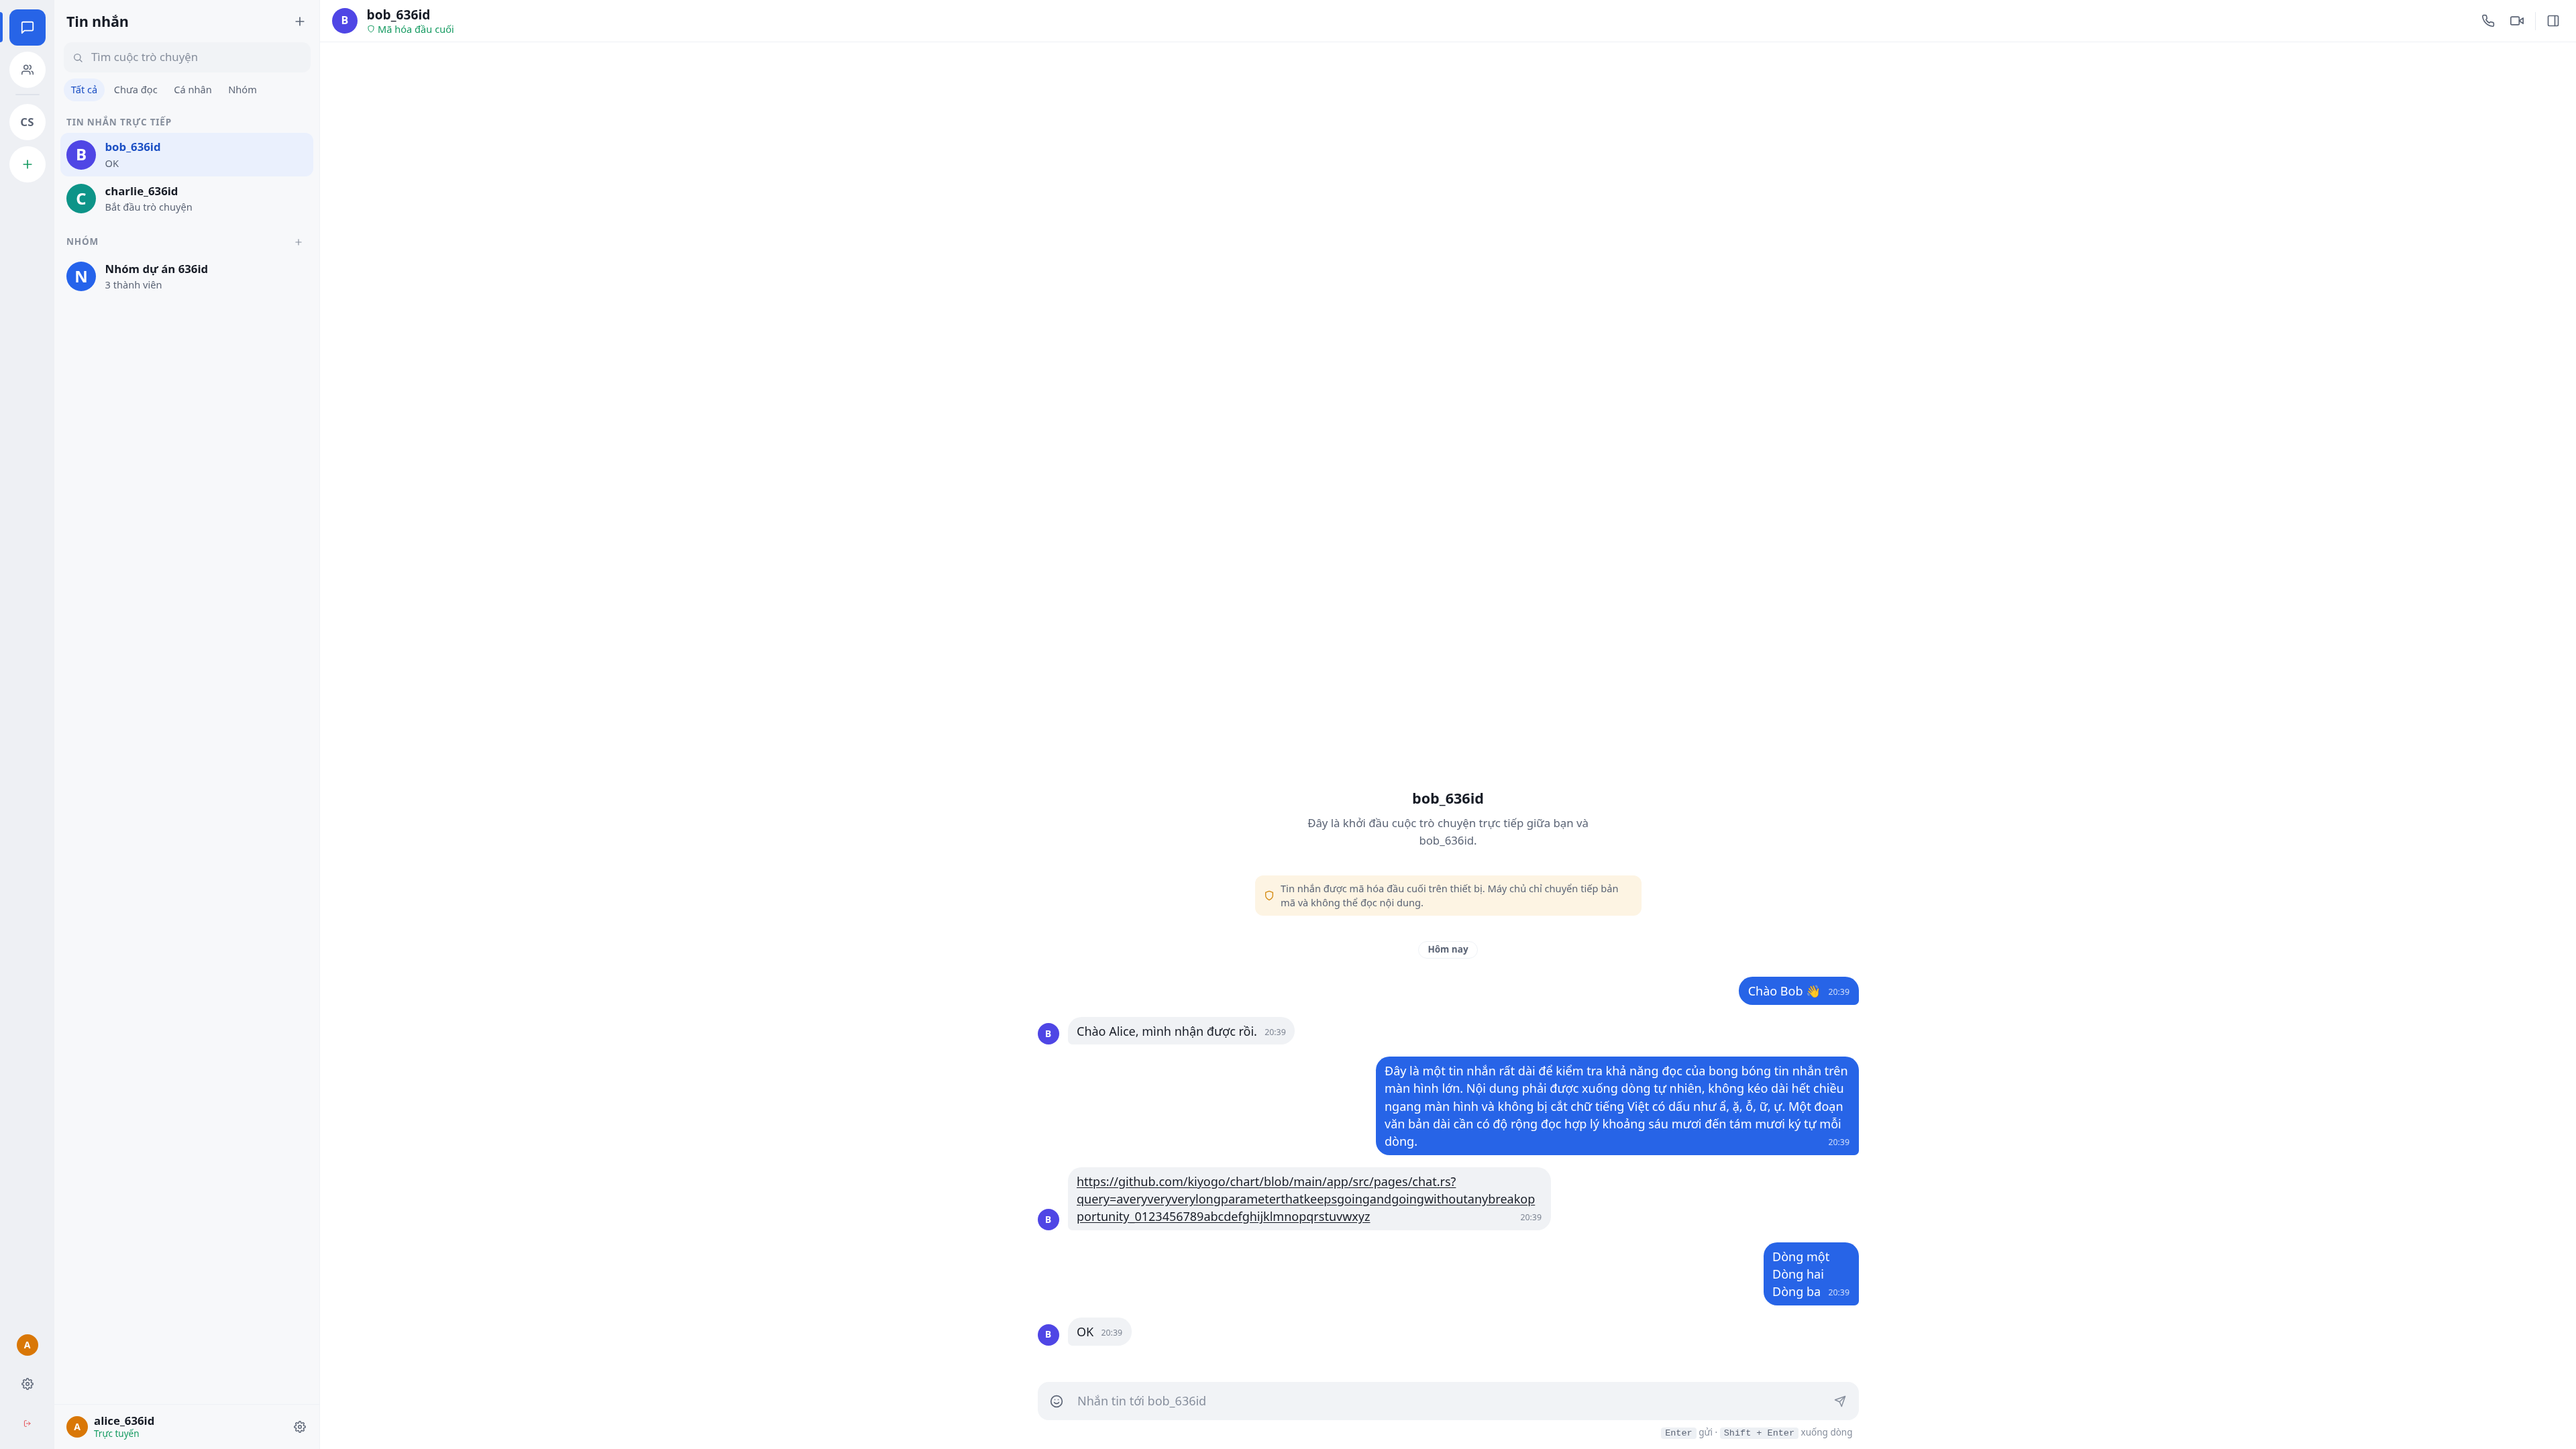 Tin nhắn
Tìm cuộc trò chuyện
Tất cả
Chưa đọc
Cá nhân
Nhóm
CS
TIN NHẮN TRỰC TIẾP
B
bob_636id
OK
C
charlie_636id
Bắt đầu trò chuyện
NHÓM
N
Nhóm dự án 636id
3 thành viên
A
A
alice_636id
Trực tuyến
B
bob_636id
Mã hóa đầu cuối
bob_636id
Đây là khởi đầu cuộc trò chuyện trực tiếp giữa bạn và
bob_636id.
Tin nhắn được mã hóa đầu cuối trên thiết bị. Máy chủ chỉ chuyển tiếp bản
mã và không thể đọc nội dung.
Hôm nay
Chào Bob 👋 20:39
B
Chào Alice, mình nhận được rồi. 20:39
Đây là một tin nhắn rất dài để kiểm tra khả năng đọc của bong bóng tin nhắn trên
màn hình lớn. Nội dung phải được xuống dòng tự nhiên, không kéo dài hết chiều
ngang màn hình và không bị cắt chữ tiếng Việt có dấu như ấ, ặ, ỗ, ữ, ự. Một đoạn
văn bản dài cần có độ rộng đọc hợp lý khoảng sáu mươi đến tám mươi ký tự mỗi
dòng. 20:39
https://github.com/kiyogo/chart/blob/main/app/src/pages/chat.rs?
query=averyveryverylongparameterthatkeepsgoingandgoingwithoutanybreakop
B
portunity_0123456789abcdefghijklmnopqrstuvwxyz 20:39
Dòng một
Dòng hai
Dòng ba 20:39
B
OK 20:39
Nhắn tin tới bob_636id
Enter gửi · Shift + Enter xuống dòng